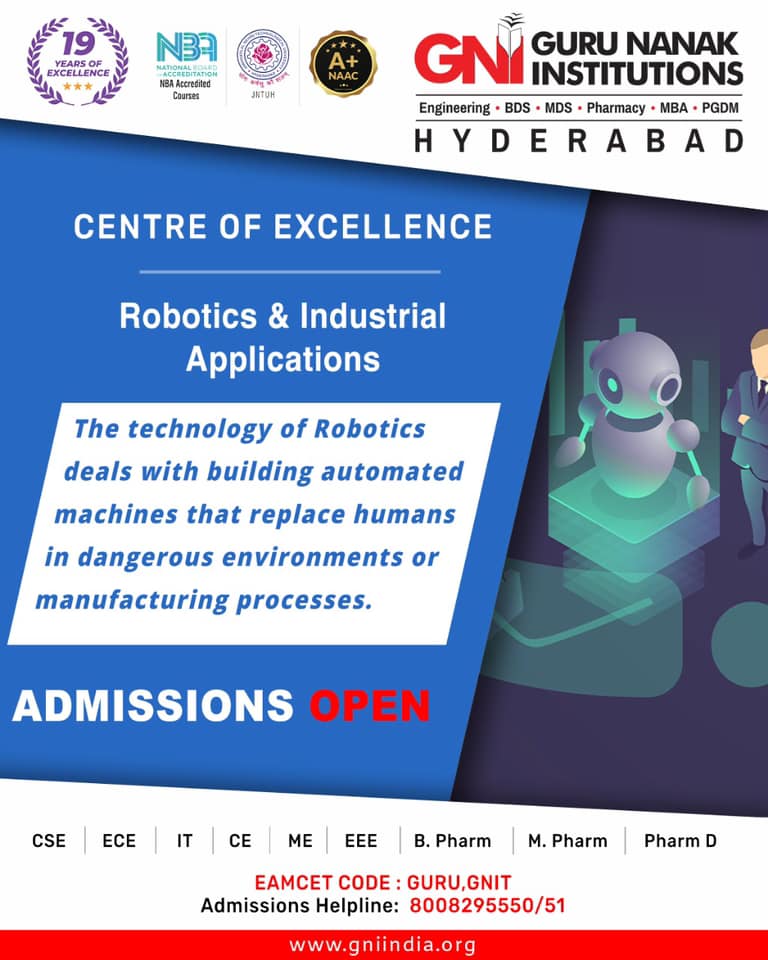 19
YEARS OF
EXCELLENCE
NBA
NATIONAL BOARD
OF ACCREDITATION
NBA Accredited
Courses
JNTUH
A+
NAAC
GNI GURU NANAK
INSTITUTIONS
Engineering • BDS • MDS • Pharmacy • MBA • PGDM
HYDERABAD
CENTRE OF EXCELLENCE
Robotics & Industrial
Applications
The technology of Robotics
deals with building automated
machines that replace humans
in dangerous environments or
manufacturing processes.
ADMISSIONS OPEN
CSE | ECE | IT | CE | ME | EEE | B. Pharm | M. Pharm | Pharm D
EAMCET CODE : GURU,GNIT
Admissions Helpline: 8008295550/51
www.gniindia.org